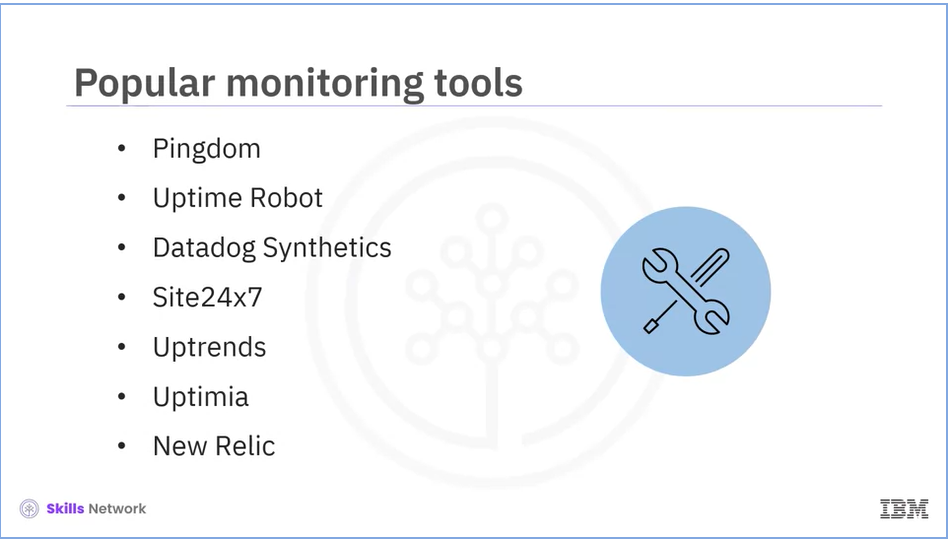 Popular monitoring tools
• Pingdom
• Uptime Robot
• Datadog Synthetics
• Site24x7
• Uptrends
• Uptimia
• New Relic
Skills Network
IBM